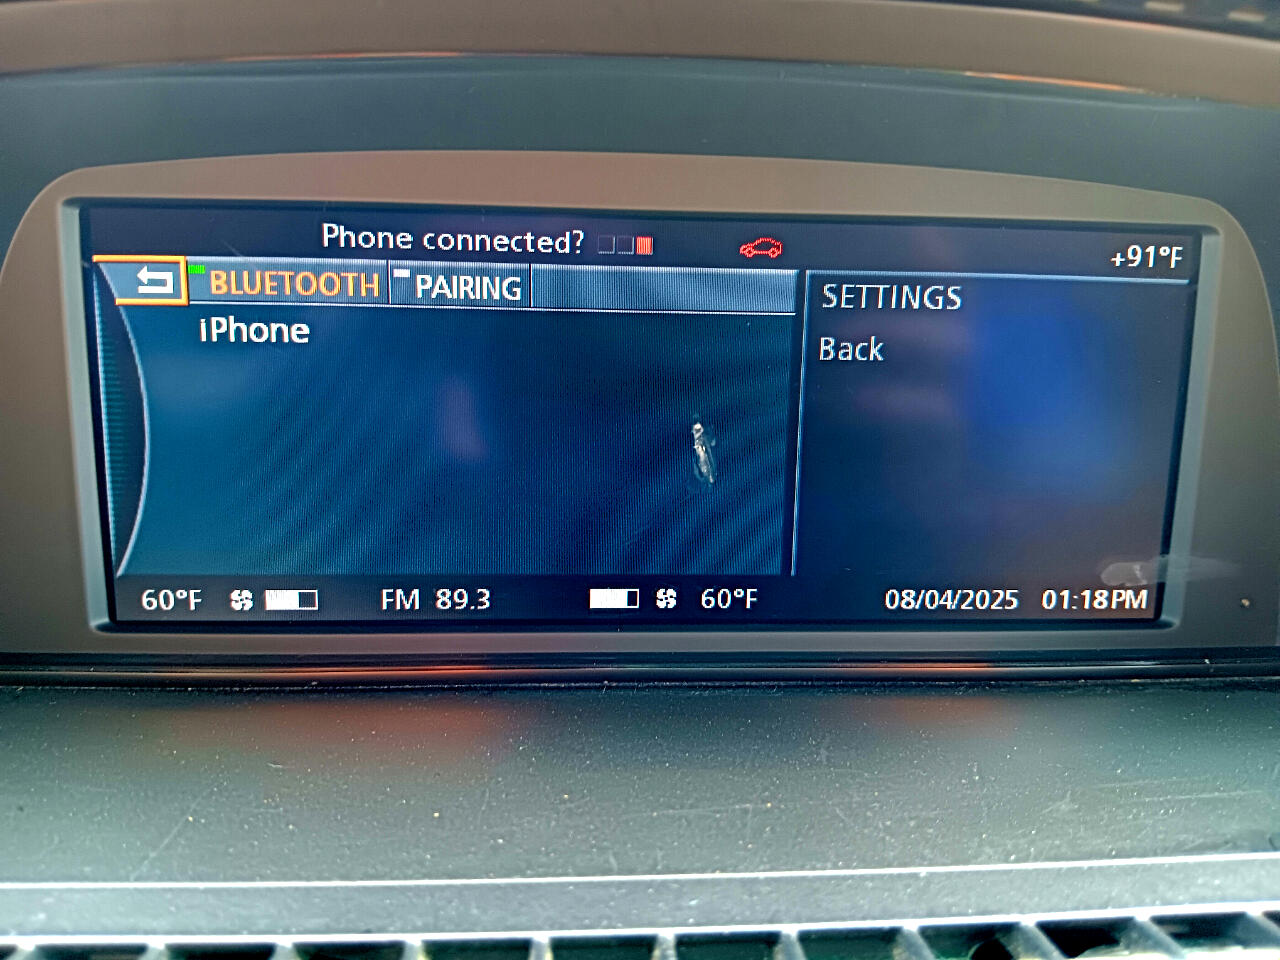 Phone connected?
+91°F
BLUETOOTH PAIRING
SETTINGS
iPhone
Back
60°F FM 89.3 60°F 08/04/2025 01:18PM